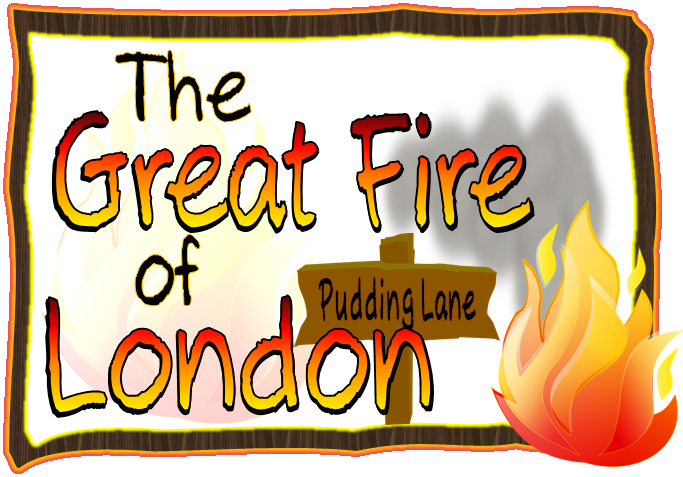 The
Great Fire
of
London
Pudding Lane